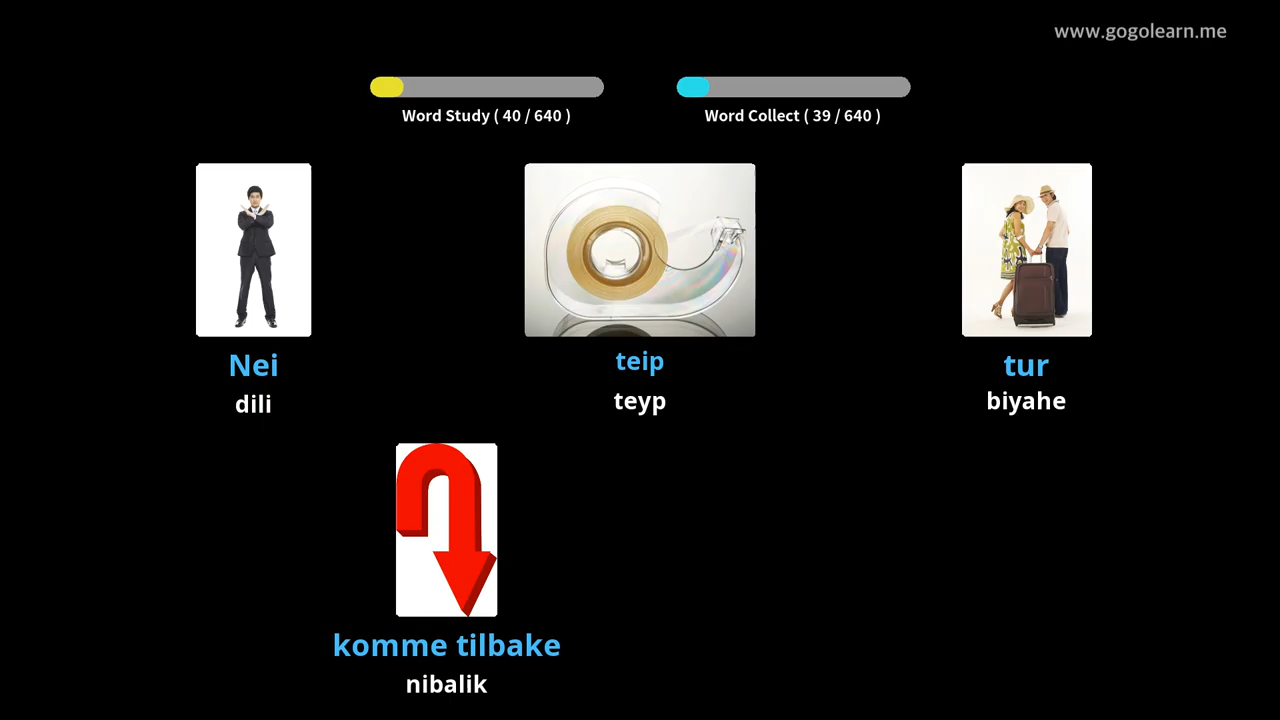 www.gogolearn.me
Word Study ( 40 / 640 )
Word Collect ( 39 / 640 )
Nei
dili
teip
teyp
tur
biyahe
komme tilbake
nibalik